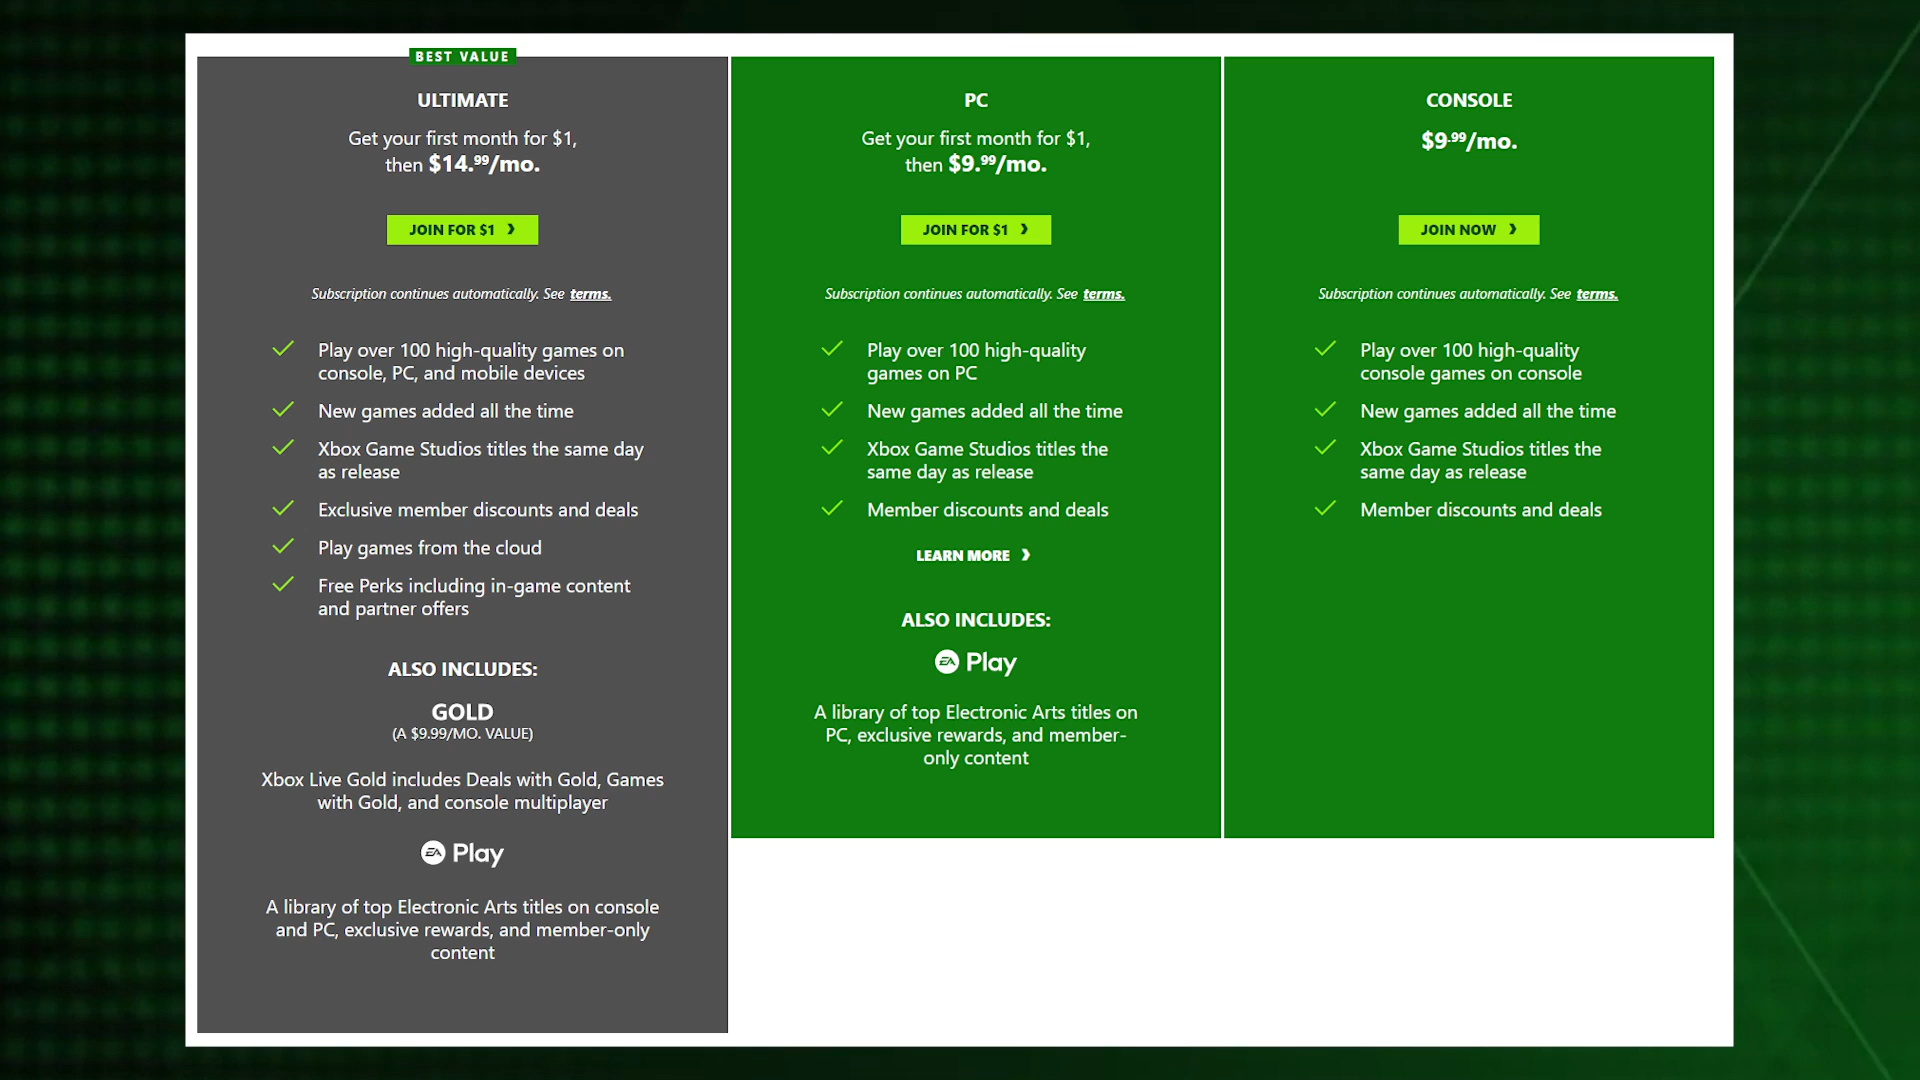 BEST VALUE
ULTIMATE
Get your first month for $1,
then $14.99/mo.
JOIN FOR $1 ❯
Subscription continues automatically. See terms.
Play over 100 high-quality games on
console, PC, and mobile devices
New games added all the time
Xbox Game Studios titles the same day
as release
Exclusive member discounts and deals
Play games from the cloud
Free Perks including in-game content
and partner offers
ALSO INCLUDES:
GOLD
(A $9.99/MO. VALUE)
Xbox Live Gold includes Deals with Gold, Games
with Gold, and console multiplayer
EA Play
A library of top Electronic Arts titles on console
and PC, exclusive rewards, and member-only
content
PC
Get your first month for $1,
then $9.99/mo.
JOIN FOR $1 ❯
Subscription continues automatically. See terms.
Play over 100 high-quality
games on PC
New games added all the time
Xbox Game Studios titles the
same day as release
Member discounts and deals
LEARN MORE ❯
ALSO INCLUDES:
EA Play
A library of top Electronic Arts titles on
PC, exclusive rewards, and member-
only content
CONSOLE
$9.99/mo.
JOIN NOW ❯
Subscription continues automatically. See terms.
Play over 100 high-quality
console games on console
New games added all the time
Xbox Game Studios titles the
same day as release
Member discounts and deals